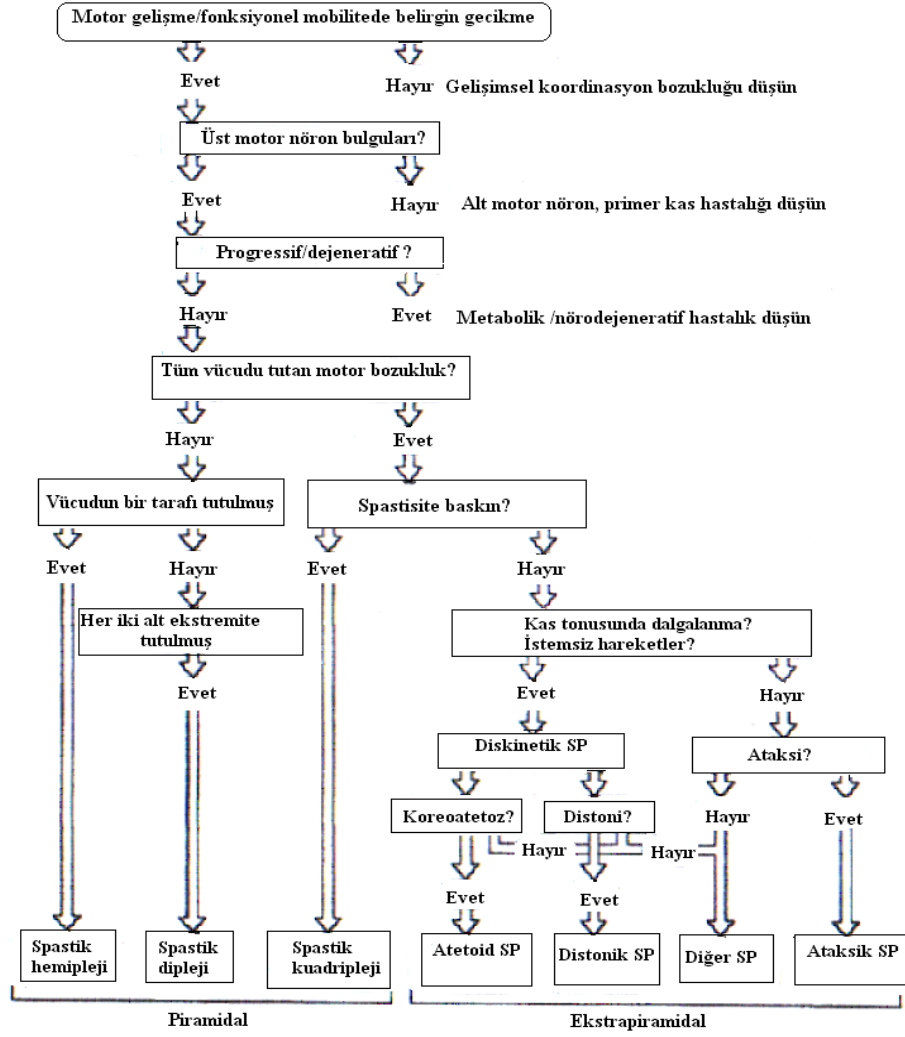 Motor gelişme/fonksiyonel mobilitede belirgin gecikme
Evet
Hayır Gelişimsel koordinasyon bozukluğu düşün
Üst motor nöron bulguları?
Evet
Hayır Alt motor nöron, primer kas hastalığı düşün
Progressif/dejeneratif ?
Hayır
Evet Metabolik /nörodejeneratif hastalık düşün
Tüm vücudu tutan motor bozukluk?
Hayır
Evet
Vücudun bir tarafı tutulmuş
Spastisite baskın?
Evet
Hayır
Evet
Hayır
Her iki alt ekstremite
tutulmuş
Kas tonusunda dalgalanma?
İstemsiz hareketler?
Evet
Evet
Hayır
Diskinetik SP
Ataksi?
Koreoatetoz?
Distoni?
Hayır
Evet
Hayır
Hayır
Evet
Evet
Spastik
hemipleji
Spastik
dipleji
Spastik
kuadripleji
Atetoid SP
Distonik SP
Diğer SP
Ataksik SP
Piramidal
Ekstrapiramidal